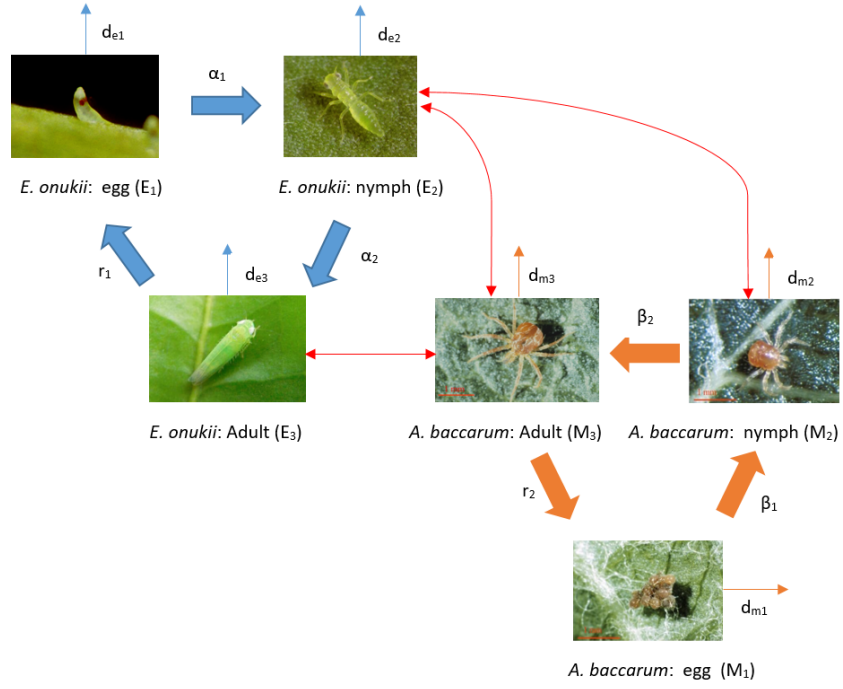 dₑ₁
dₑ₂
α₁
E. onukii: egg (E₁)
E. onukii: nymph (E₂)
r₁
α₂
dₑ₃
dₘ₃
dₘ₂
β₂
E. onukii: Adult (E₃)
A. baccarum: Adult (M₃)
A. baccarum: nymph (M₂)
r₂
β₁
dₘ₁
A. baccarum: egg (M₁)